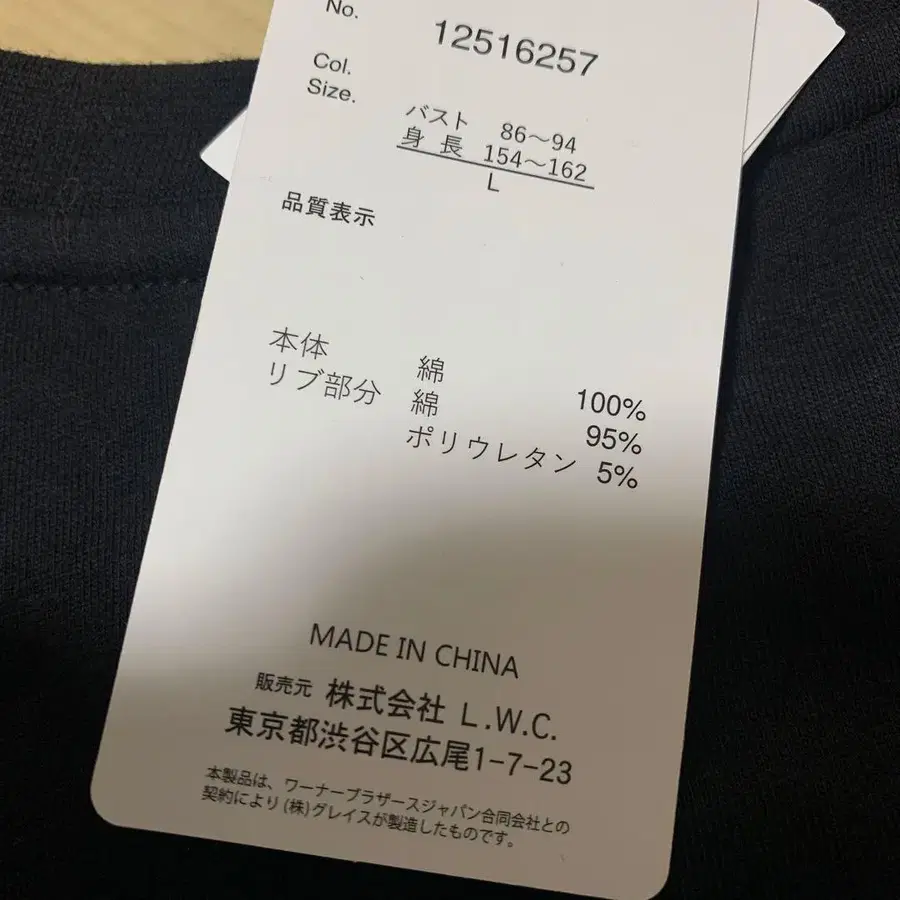 No. 12516257
Col.
Size.
バスト 86～94
身長 154～162
L
品質表示
本体 綿 100%
リブ部分 綿 95%
ポリウレタン 5%
MADE IN CHINA
販売元 株式会社 L.W.C.
東京都渋谷区広尾1-7-23
本製品は、ワーナーブラザースジャパン合同会社との
契約により(株)グレイスが製造したものです。